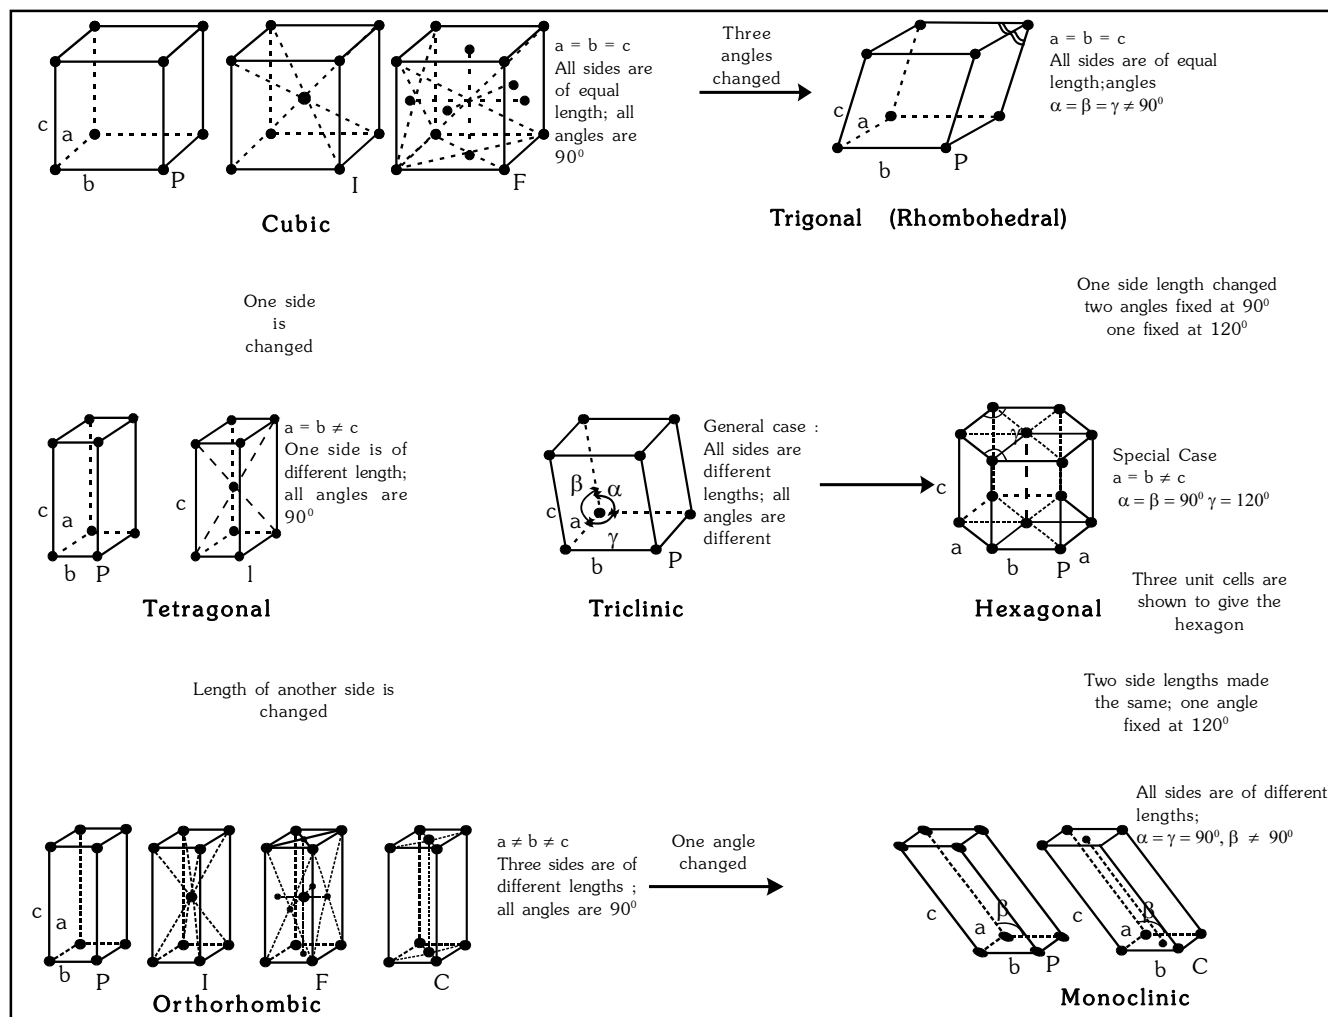 c
a
b
P
I
F
a = b = c
All sides are
of equal
length; all
angles are
90⁰
Cubic
Three
angles
changed
c
a
b
P
a = b = c
All sides are of equal
length;angles
α = β = γ ≠ 90⁰
Trigonal (Rhombohedral)
One side
is
changed
One side length changed
two angles fixed at 90⁰
one fixed at 120⁰
c
a
b
P
c
l
a = b ≠ c
One side is of
different length;
all angles are
90⁰
Tetragonal
β
α
c
a
γ
b
P
General case :
All sides are
different
lengths; all
angles are
different
Triclinic
γ
c
a
b
P
a
Special Case
a = b ≠ c
α = β = 90⁰ γ = 120⁰
Hexagonal
Three unit cells are
shown to give the
hexagon
Length of another side is
changed
Two side lengths made
the same; one angle
fixed at 120⁰
c
a
b
P
I
F
C
a ≠ b ≠ c
Three sides are of
different lengths ;
all angles are 90⁰
Orthorhombic
One angle
changed
All sides are of different
lengths;
α = γ = 90⁰, β ≠ 90⁰
c
a
β
b
P
c
a
β
b
C
Monoclinic